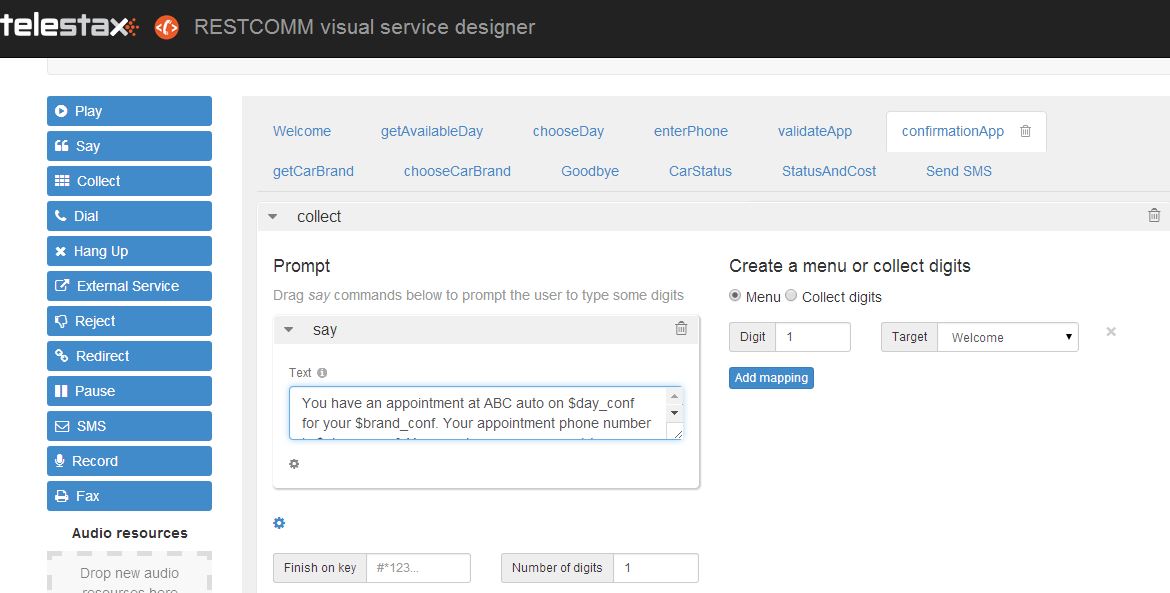 telestax RESTCOMM visual service designer
Play
Say
Collect
Dial
Hang Up
External Service
Reject
Redirect
Pause
SMS
Record
Fax
Audio resources
Drop new audio
resources here
Welcome getAvailableDay chooseDay enterPhone validateApp confirmationApp
getCarBrand chooseCarBrand Goodbye CarStatus StatusAndCost Send SMS
collect
Prompt
Drag say commands below to prompt the user to type some digits
say
Text
You have an appointment at ABC auto on $day_conf
for your $brand_conf. Your appointment phone number
Finish on key #*123...
Number of digits 1
Create a menu or collect digits
Menu Collect digits
Digit 1 Target Welcome
Add mapping